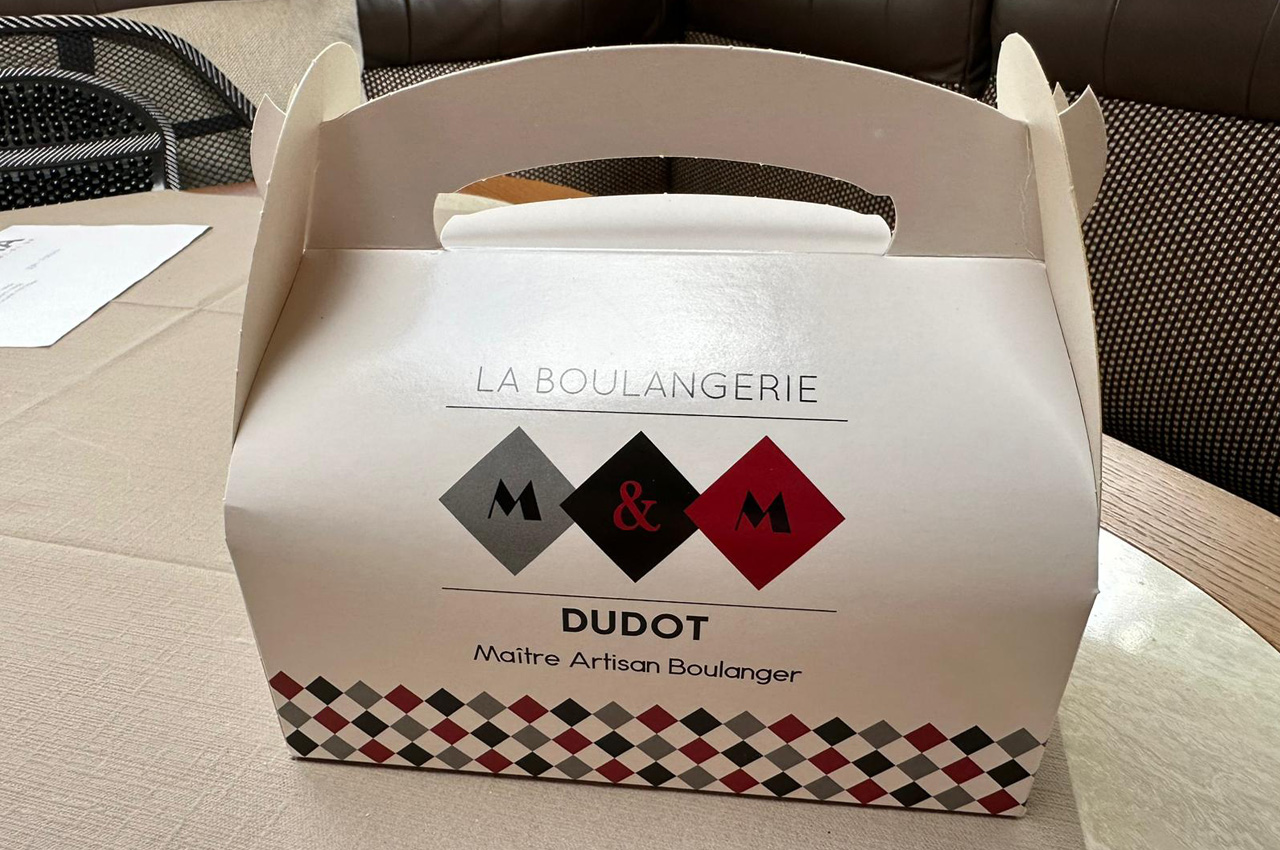 LA BOULANGERIE
M & M
DUDOT
Maître Artisan Boulanger